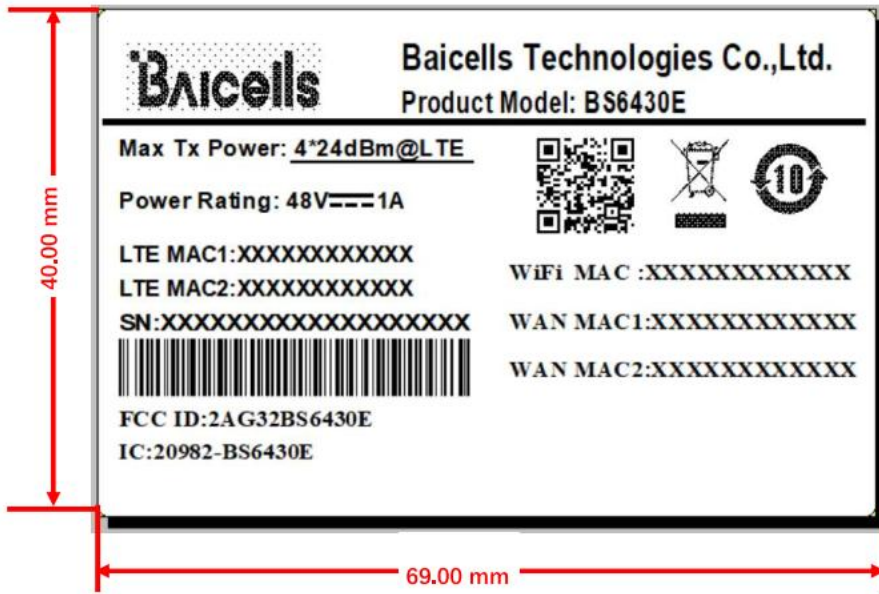 BAICELLS
Baicells Technologies Co.,Ltd.
Product Model: BS6430E
Max Tx Power: 4*24dBm@LTE
Power Rating: 48V⎓1A
10
LTE MAC1:XXXXXXXXXXXX
LTE MAC2:XXXXXXXXXXXX
SN:XXXXXXXXXXXXXXXXXXX
WiFi MAC :XXXXXXXXXXXX
WAN MAC1:XXXXXXXXXXXX
WAN MAC2:XXXXXXXXXXXX
FCC ID:2AG32BS6430E
IC:20982-BS6430E
40.00 mm
69.00 mm